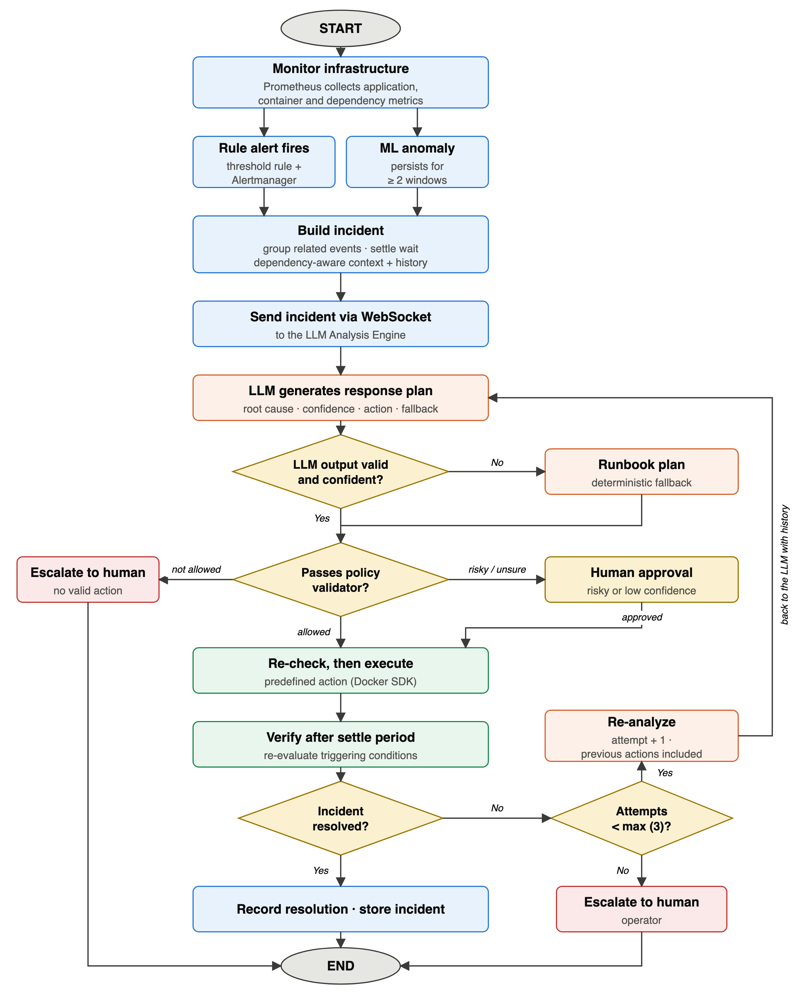 START
Monitor infrastructure
Prometheus collects application,
container and dependency metrics
Rule alert fires
threshold rule +
Alertmanager
ML anomaly
persists for
≥ 2 windows
Build incident
group related events · settle wait
dependency-aware context + history
Send incident via WebSocket
to the LLM Analysis Engine
LLM generates response plan
root cause · confidence · action · fallback
LLM output valid
and confident?
No
Runbook plan
deterministic fallback
Yes
back to the LLM with history
Escalate to human
no valid action
not allowed
Passes policy
validator?
risky / unsure
Human approval
risky or low confidence
approved
allowed
Re-check, then execute
predefined action (Docker SDK)
Verify after settle period
re-evaluate triggering conditions
Re-analyze
attempt + 1 ·
previous actions included
Yes
Incident
resolved?
No
Attempts
< max (3)?
Yes
No
Record resolution · store incident
Escalate to human
operator
END